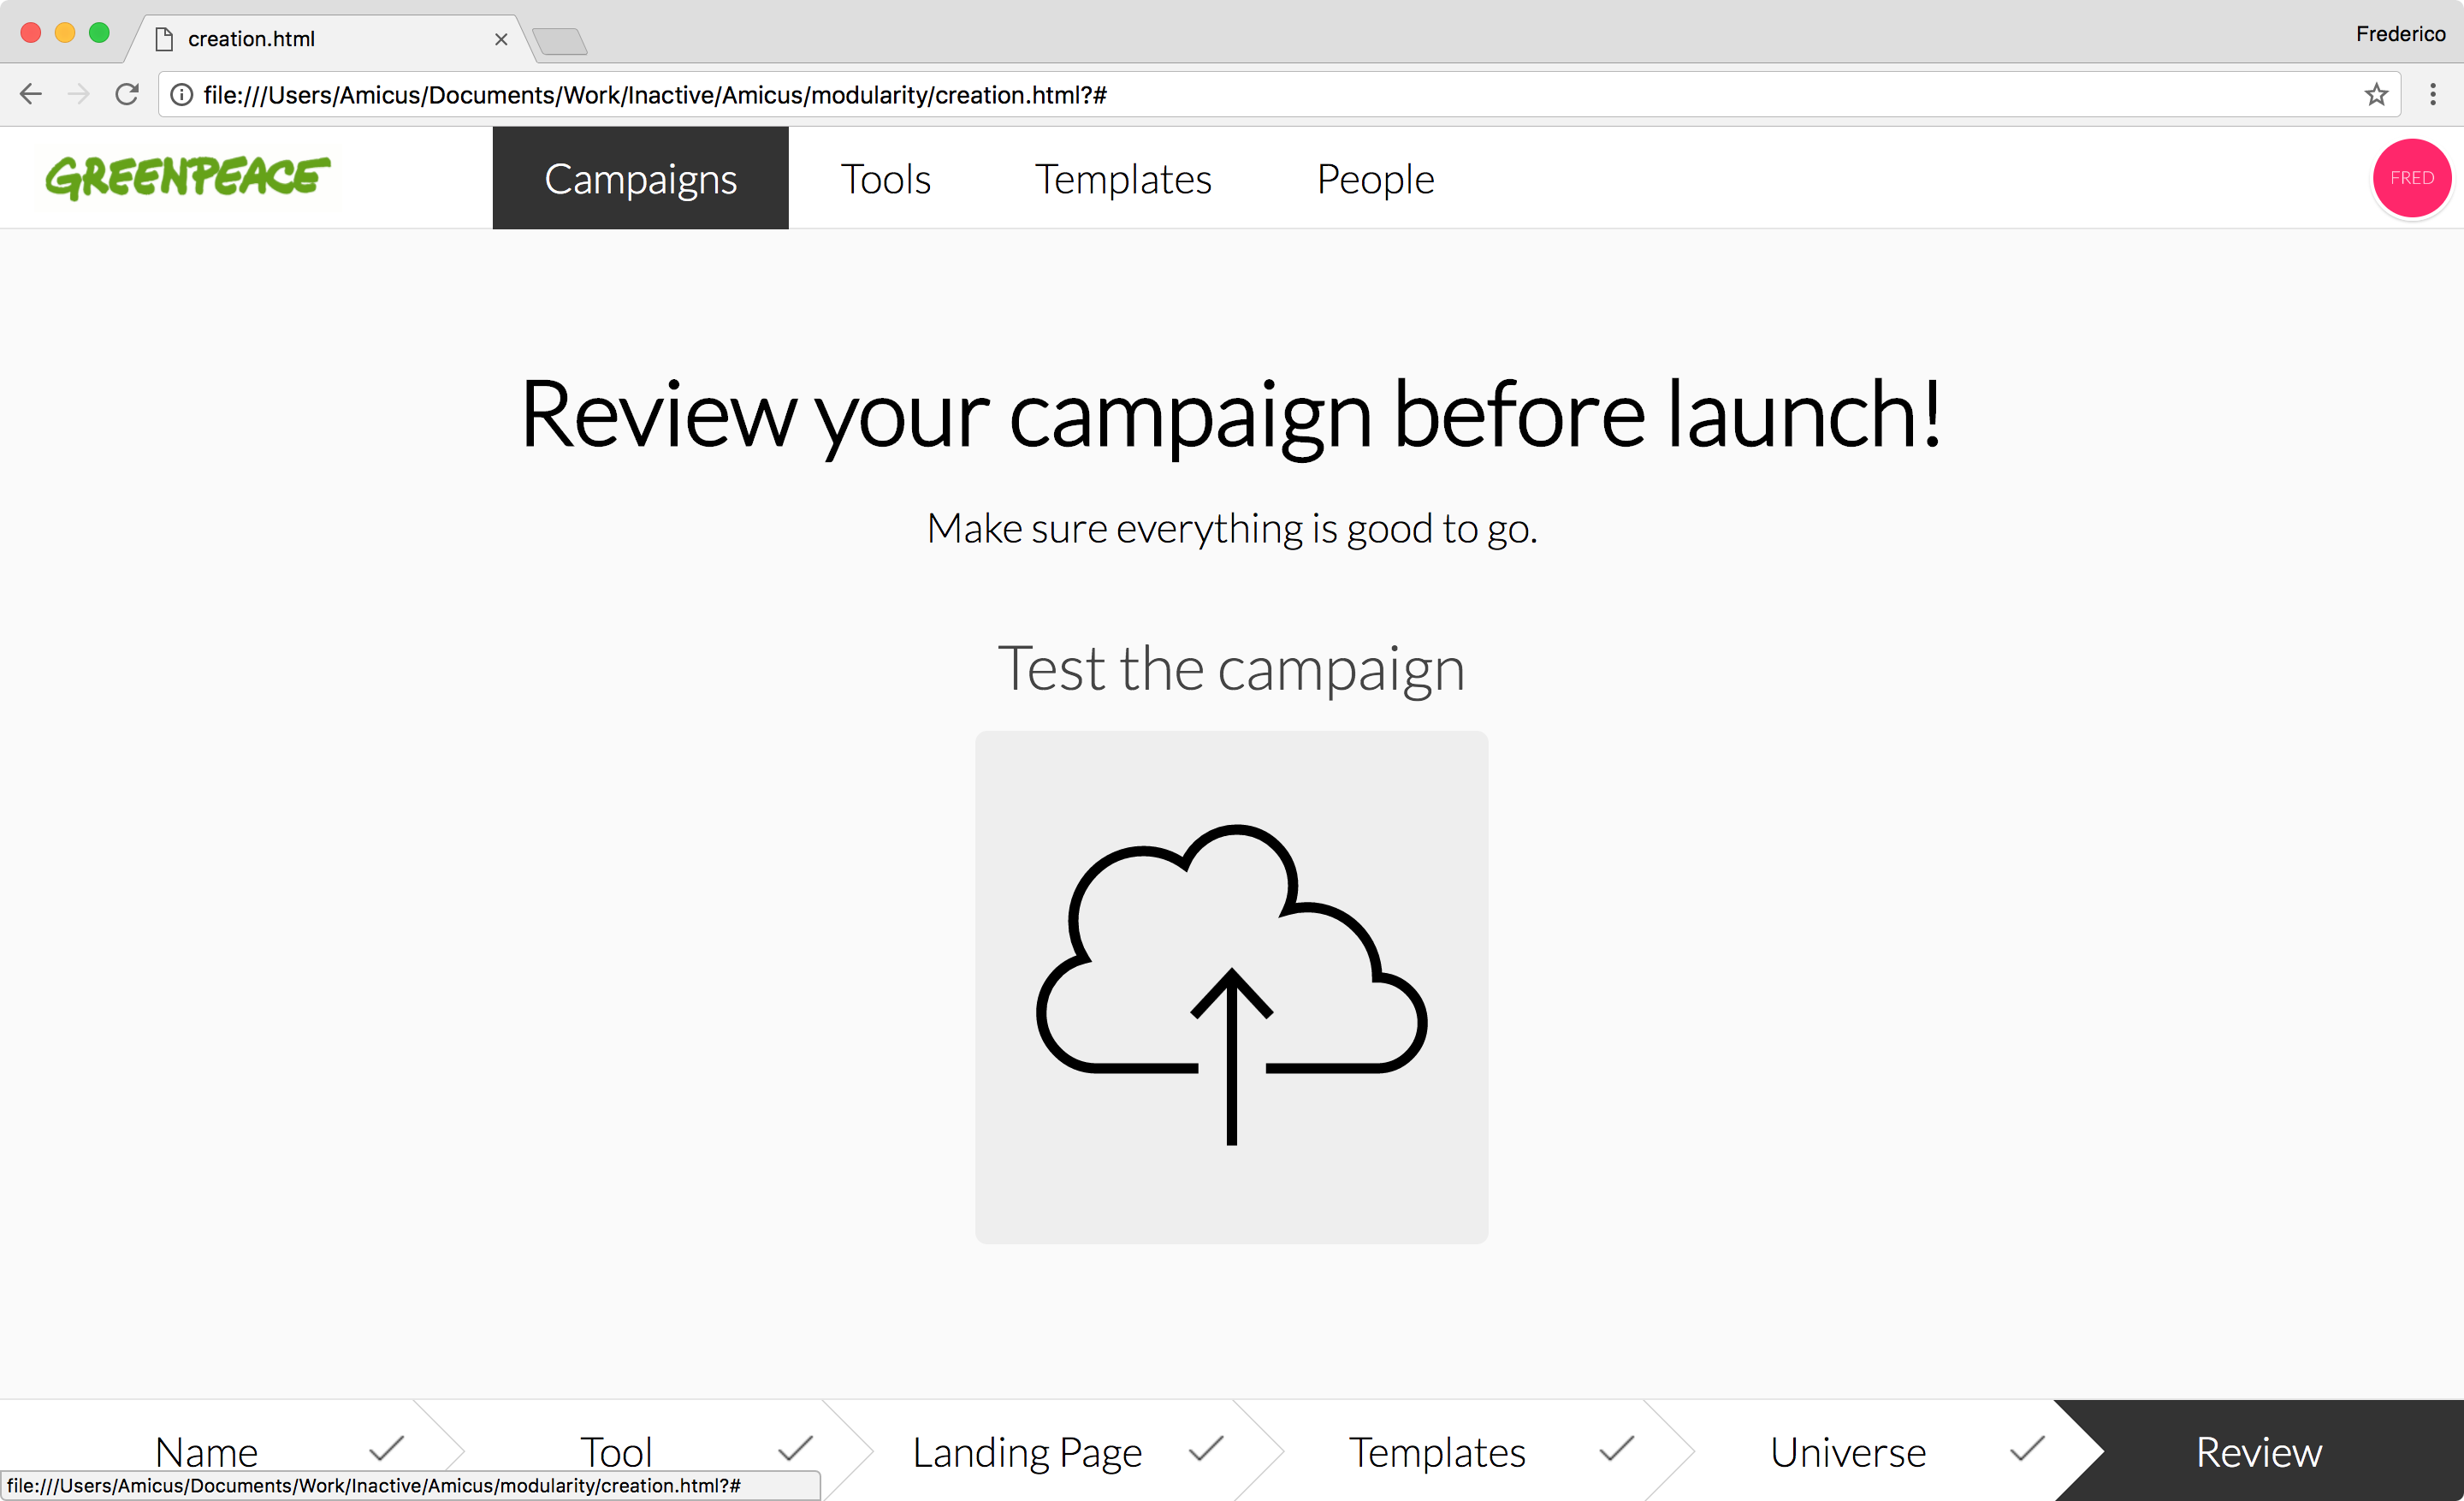 creation.html
Frederico
file:///Users/Amicus/Documents/Work/Inactive/Amicus/modularity/creation.html?#
GREENPEACE Campaigns Tools Templates People FRED
Review your campaign before launch!
Make sure everything is good to go.
Test the campaign
Name Tool Landing Page Templates Universe Review
file:///Users/Amicus/Documents/Work/Inactive/Amicus/modularity/creation.html?#